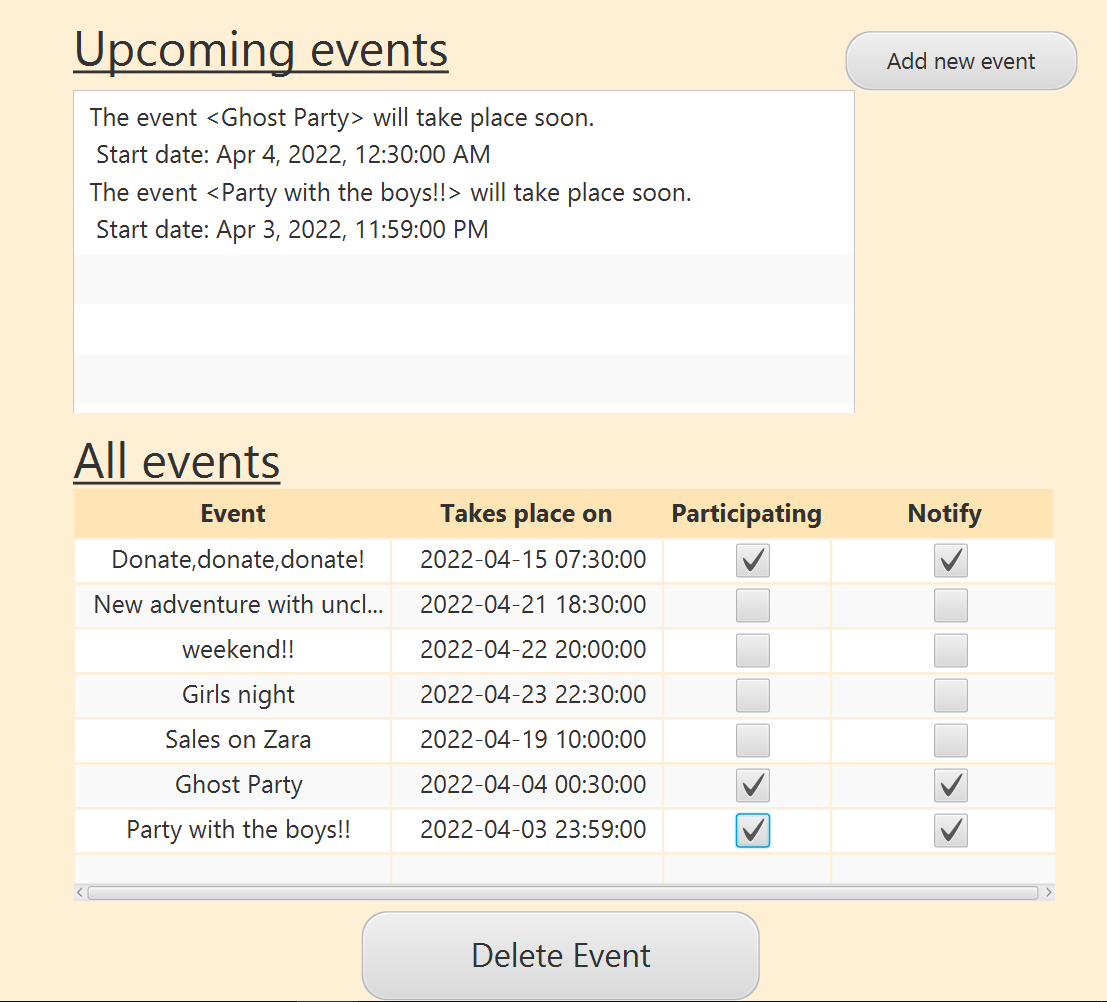 Upcoming events
Add new event
The event <Ghost Party> will take place soon.
Start date: Apr 4, 2022, 12:30:00 AM
The event <Party with the boys!!> will take place soon.
Start date: Apr 3, 2022, 11:59:00 PM
All events
Event Takes place on Participating Notify
Donate,donate,donate! 2022-04-15 07:30:00
New adventure with uncl... 2022-04-21 18:30:00
weekend!! 2022-04-22 20:00:00
Girls night 2022-04-23 22:30:00
Sales on Zara 2022-04-19 10:00:00
Ghost Party 2022-04-04 00:30:00
Party with the boys!! 2022-04-03 23:59:00
Delete Event